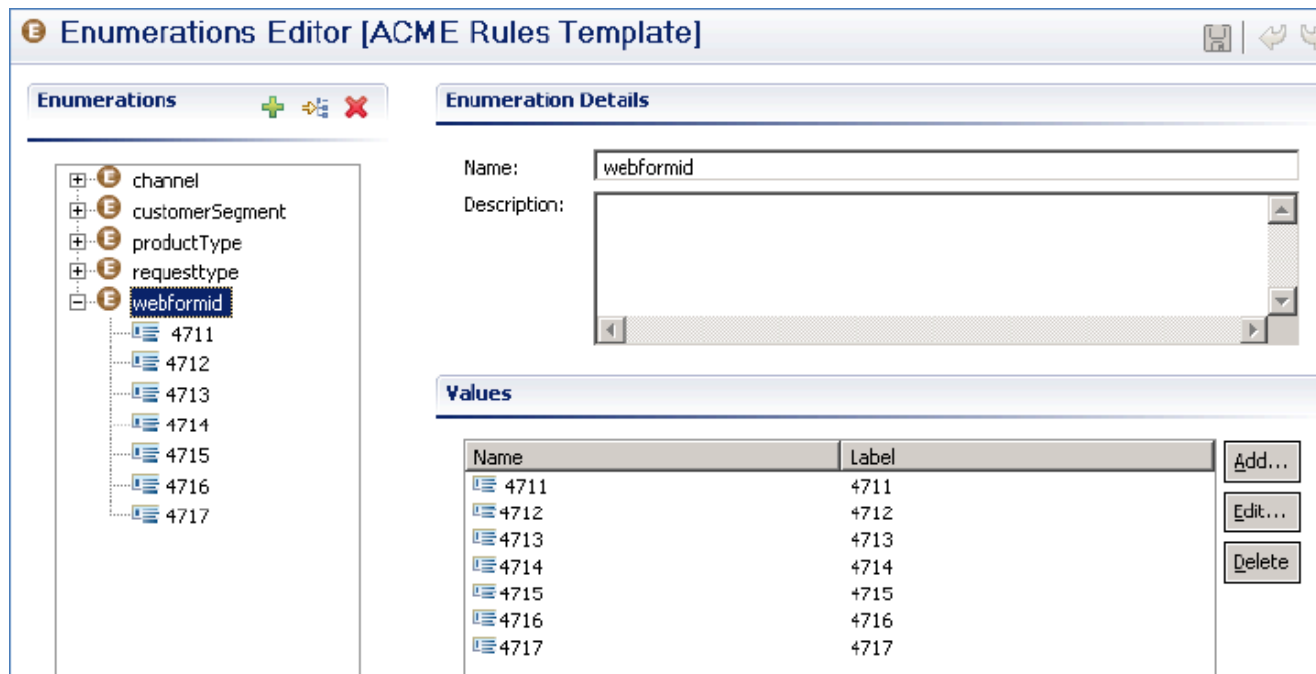 E Enumerations Editor [ACME Rules Template]
Enumerations
E channel
E customerSegment
E productType
E requesttype
E webformid
4711
4712
4713
4714
4715
4716
4717
Enumeration Details
Name: webformid
Description:
Values
Name Label
4711 4711
4712 4712
4713 4713
4714 4714
4715 4715
4716 4716
4717 4717
Add...
Edit...
Delete